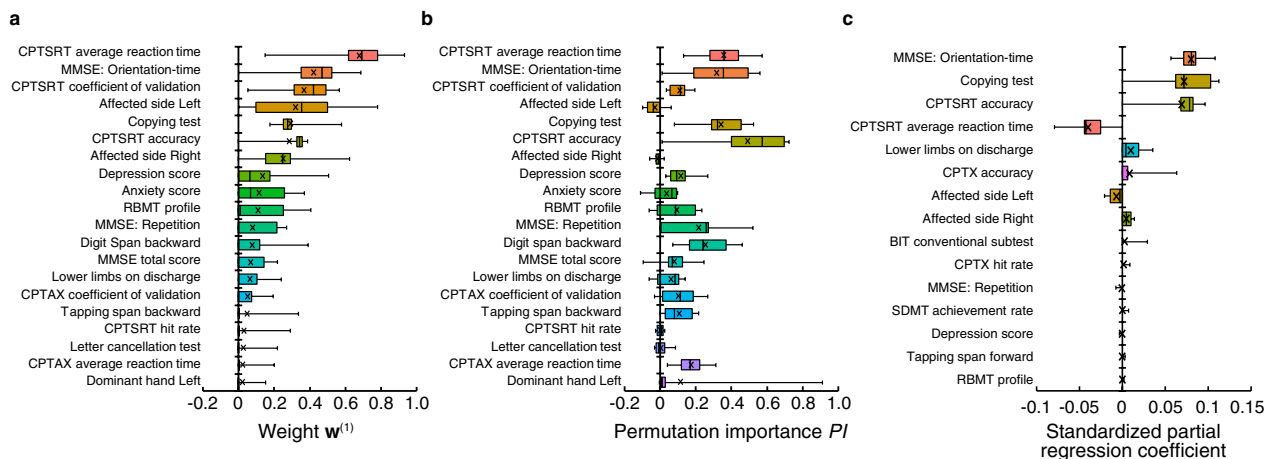 a
CPTSRT average reaction time
MMSE: Orientation-time
CPTSRT coefficient of validation
Affected side Left
Copying test
CPTSRT accuracy
Affected side Right
Depression score
Anxiety score
RBMT profile
MMSE: Repetition
Digit Span backward
MMSE total score
Lower limbs on discharge
CPTAX coefficient of validation
Tapping span backward
CPTSRT hit rate
Letter cancellation test
CPTAX average reaction time
Dominant hand Left
-0.2 0 0.2 0.4 0.6 0.8 1.0
Weight w(1)
b
CPTSRT average reaction time
MMSE: Orientation-time
CPTSRT coefficient of validation
Affected side Left
Copying test
CPTSRT accuracy
Affected side Right
Depression score
Anxiety score
RBMT profile
MMSE: Repetition
Digit span backward
MMSE total score
Lower limbs on discharge
CPTAX coefficient of validation
Tapping span backward
CPTSRT hit rate
Letter cancellation test
CPTAX average reaction time
Dominant hand Left
-0.2 0 0.2 0.4 0.6 0.8 1.0
Permutation importance PI
c
MMSE: Orientation-time
Copying test
CPTSRT accuracy
CPTSRT average reaction time
Lower limbs on discharge
CPTX accuracy
Affected side Left
Affected side Right
BIT conventional subtest
CPTX hit rate
MMSE: Repetition
SDMT achievement rate
Depression score
Tapping span forward
RBMT profile
-0.1 -0.05 0 0.05 0.10 0.15
Standardized partial
regression coefficient